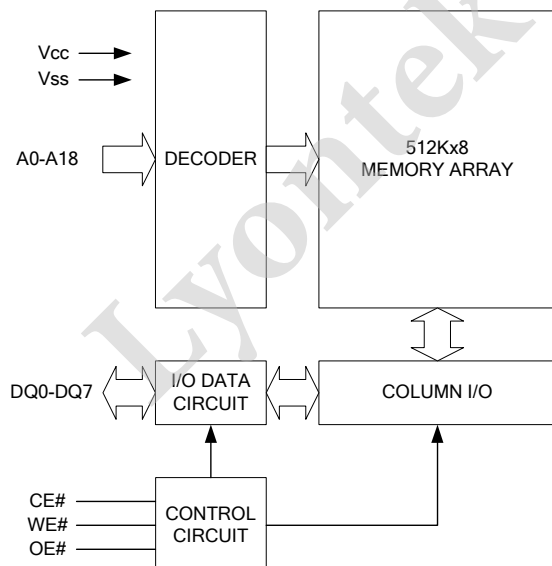 Vcc
Vss
A0-A18
DECODER
512Kx8
MEMORY ARRAY
DQ0-DQ7
I/O DATA
CIRCUIT
COLUMN I/O
CE#
WE#
OE#
CONTROL
CIRCUIT
Lyontek